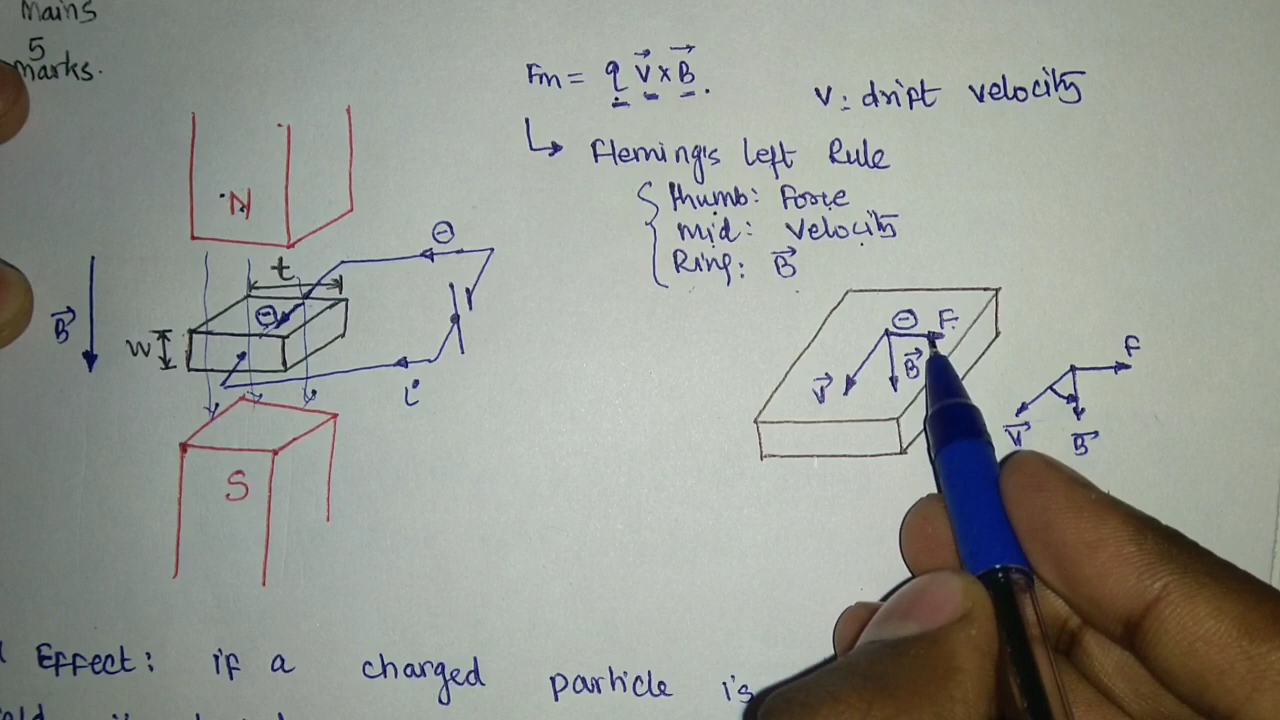 Mains
5
marks.
Fm = q V⃗ x B⃗.
V: drift velocity
Fleming's left Rule
thumb: Force
Mid: Velocity
Ring: B⃗
N
t
⊖
⊖
B⃗
W
i
S
⊖ F
V⃗ B⃗
F
V⃗ B⃗
Effect: if a charged particle is